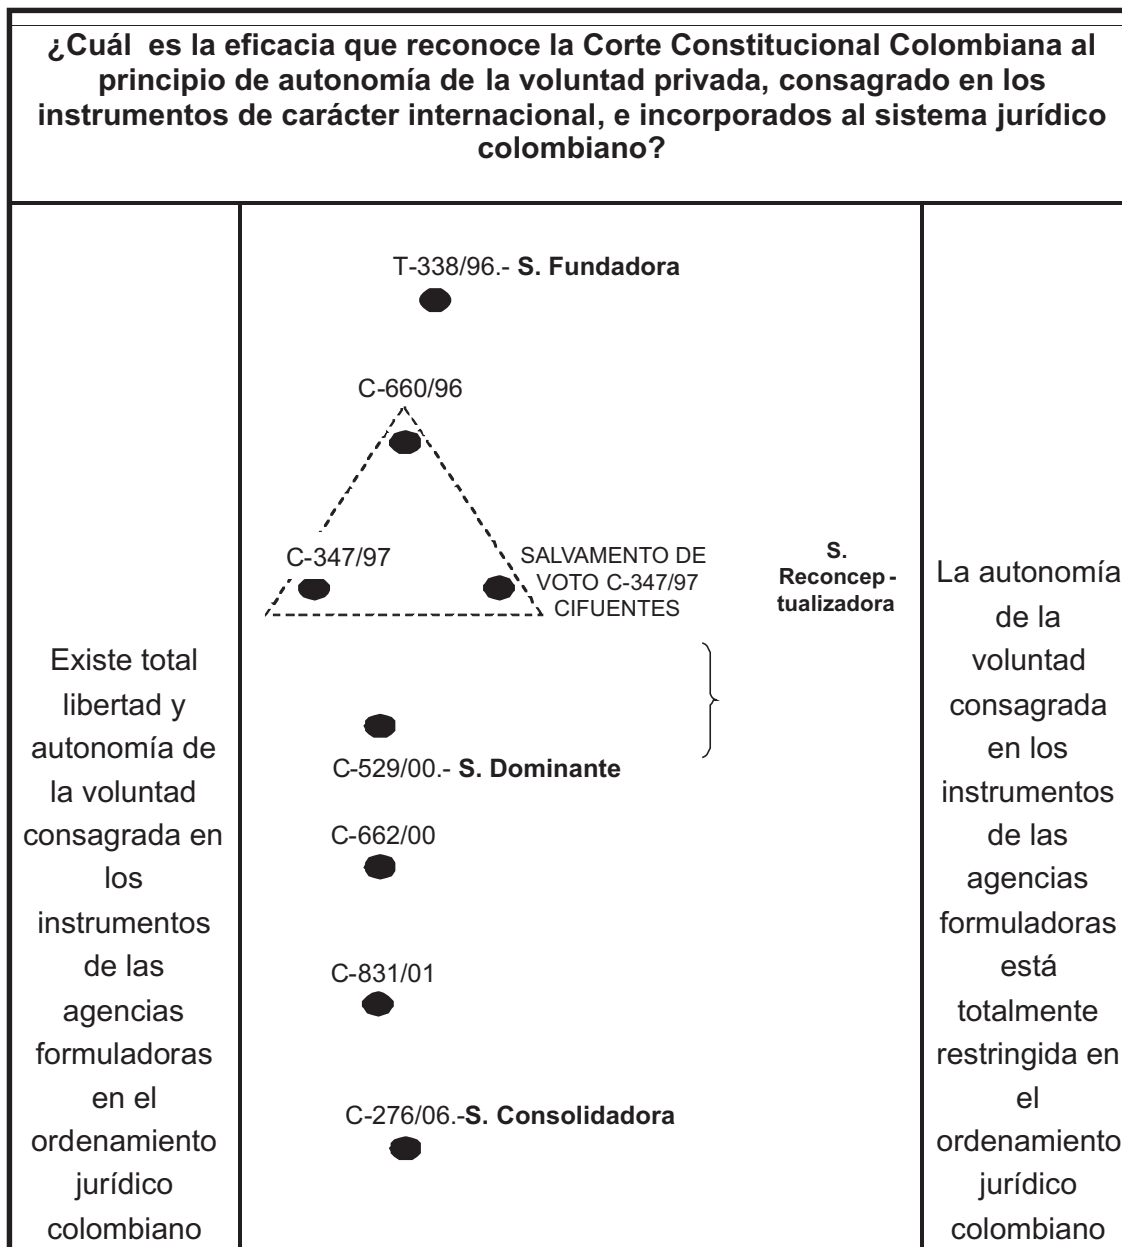 ¿Cuál es la eficacia que reconoce la Corte Constitucional Colombiana al
principio de autonomía de la voluntad privada, consagrado en los
instrumentos de carácter internacional, e incorporados al sistema jurídico
colombiano?
Existe total
libertad y
autonomía de
la voluntad
consagrada en
los
instrumentos
de las
agencias
formuladoras
en el
ordenamiento
jurídico
colombiano
T-338/96.- S. Fundadora
C-660/96
C-347/97
SALVAMENTO DE
VOTO C-347/97
CIFUENTES
S.
Reconcep -
tualizadora
C-529/00.- S. Dominante
C-662/00
C-831/01
C-276/06.-S. Consolidadora
La autonomía
de la
voluntad
consagrada
en los
instrumentos
de las
agencias
formuladoras
está
totalmente
restringida en
el
ordenamiento
jurídico
colombiano